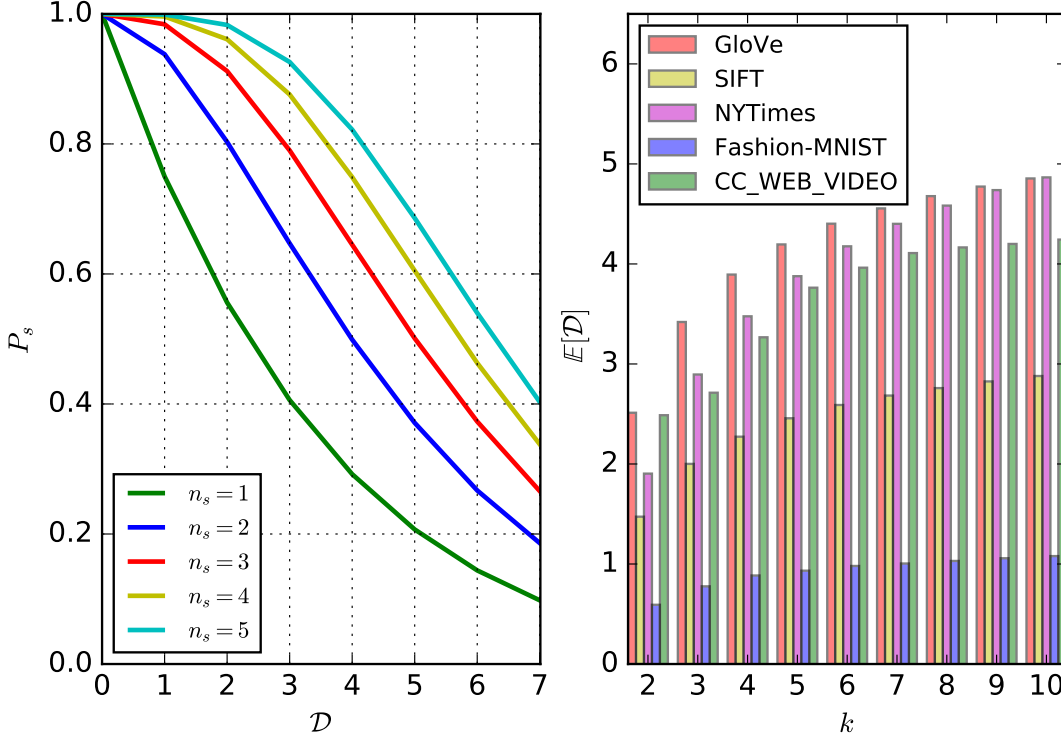 1.0
0.8
0.6
0.4
0.2
0.0
P_s
n_s = 1
n_s = 2
n_s = 3
n_s = 4
n_s = 5
0 1 2 3 4 5 6 7
𝒟
6
5
4
3
2
1
0
𝔼[𝒟]
GloVe
SIFT
NYTimes
Fashion-MNIST
CC_WEB_VIDEO
2 3 4 5 6 7 8 9 10
k